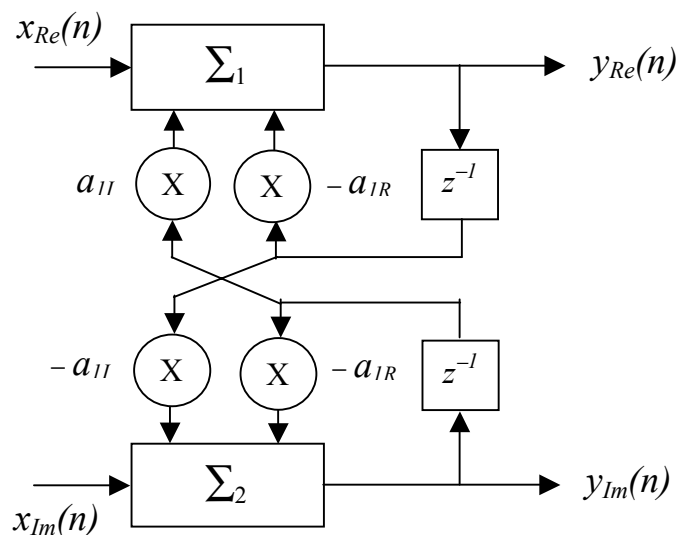 x_Re(n)
Σ₁
y_Re(n)
a_1I
X
X
– a_1R
z⁻¹
– a_1I
X
X
– a_1R
z⁻¹
x_Im(n)
Σ₂
y_Im(n)